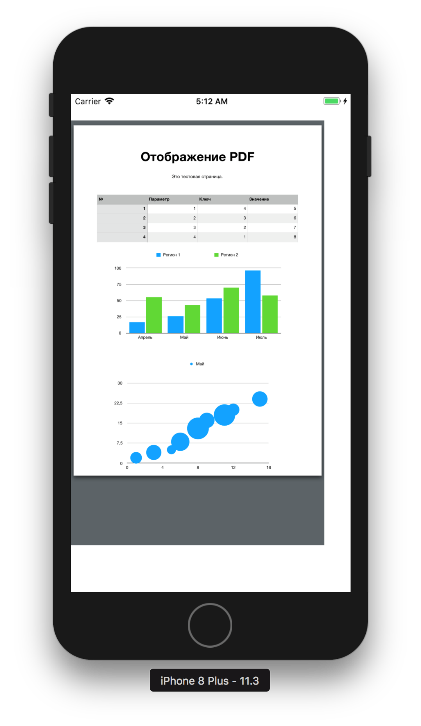 Carrier 5:12 AM
Отображение PDF
Это тестовая страница.
№ Параметр Ключ Значение
1 1 4 5
2 2 3 6
3 3 2 7
4 4 1 8
Регион 1 Регион 2
100
75
50
25
0
Апрель Май Июнь Июль
Май
30
22,5
15
7,5
0
0 4 8 12 16
iPhone 8 Plus - 11.3